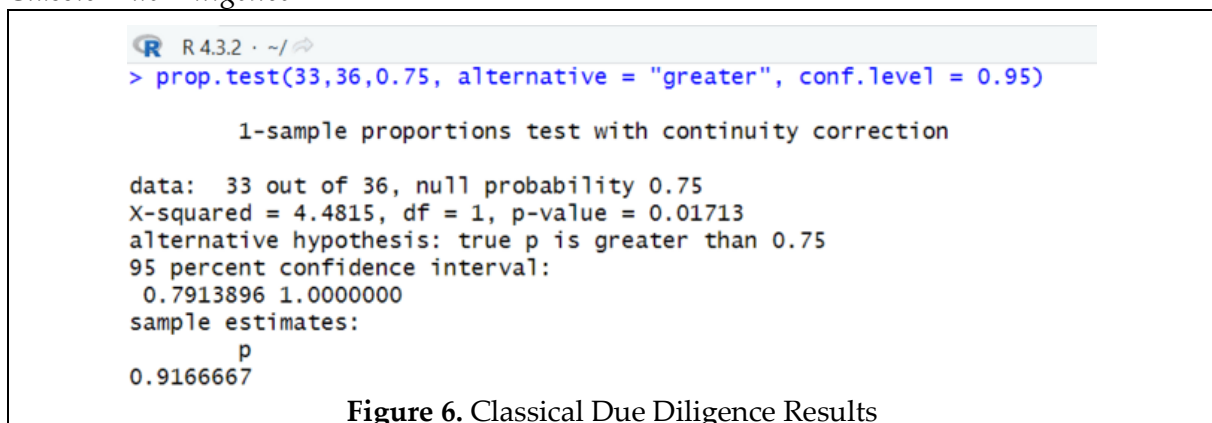 R 4.3.2 · ~/
> prop.test(33,36,0.75, alternative = "greater", conf.level = 0.95)
1-sample proportions test with continuity correction
data: 33 out of 36, null probability 0.75
X-squared = 4.4815, df = 1, p-value = 0.01713
alternative hypothesis: true p is greater than 0.75
95 percent confidence interval:
0.7913896 1.0000000
sample estimates:
p
0.9166667
Figure 6. Classical Due Diligence Results